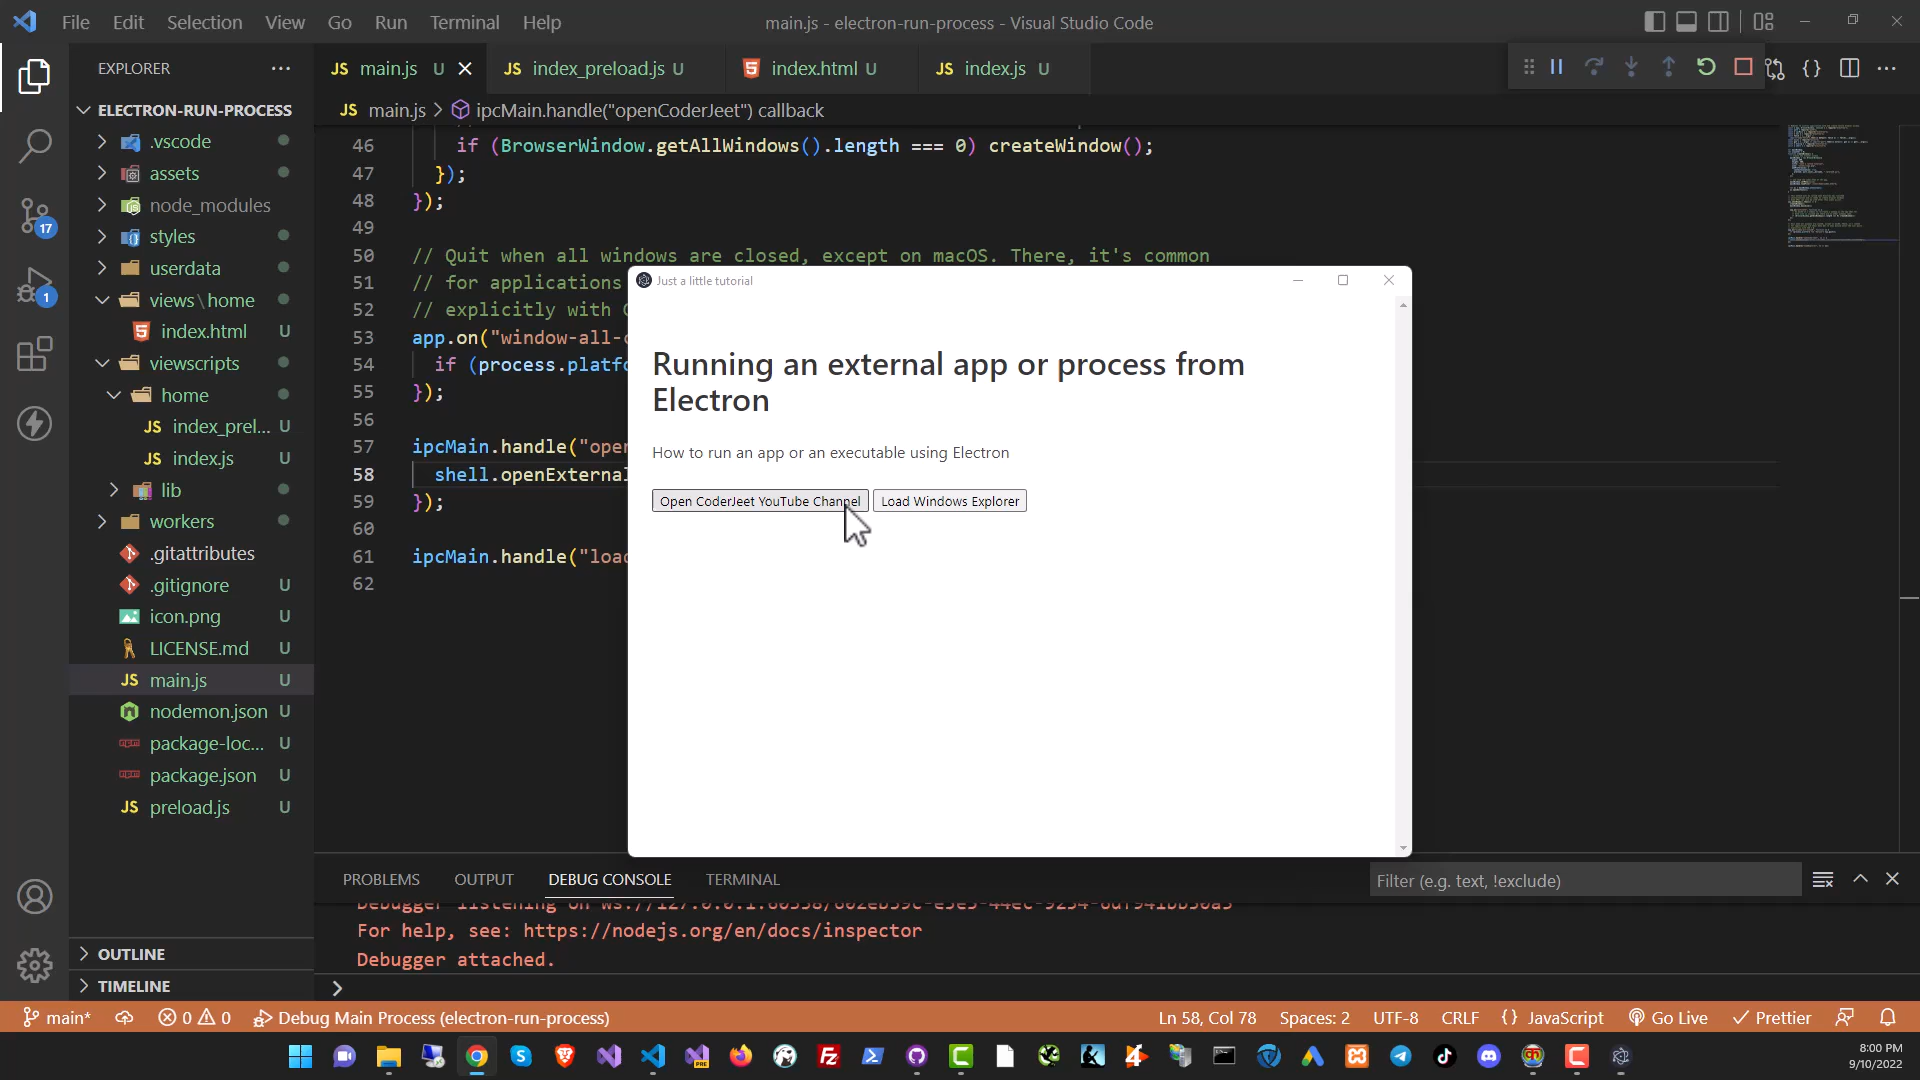 File Edit Selection View Go Run Terminal Help
main.js - electron-run-process - Visual Studio Code
EXPLORER
ELECTRON-RUN-PROCESS
.vscode
assets
node_modules
styles
userdata
views\home
index.html U
viewscripts
home
index_prel... U
index.js U
lib
workers
.gitattributes
.gitignore U
icon.png U
LICENSE.md U
main.js U
nodemon.json U
package-loc... U
package.json U
preload.js U
OUTLINE
TIMELINE
17
1
JS main.js U
JS index_preload.js U
index.html U
JS index.js U
JS main.js > ipcMain.handle("openCoderJeet") callback
46 if (BrowserWindow.getAllWindows().length === 0) createWindow();
47 });
48 });
49
50 // Quit when all windows are closed, except on macOS. There, it's common
51 // for applications
52 // explicitly with
53 app.on("window-all-
54 if (process.platfo
55 });
56
57 ipcMain.handle("open
58 shell.openExternal
59 });
60
61 ipcMain.handle("load
62
Just a little tutorial
Running an external app or process from
Electron
How to run an app or an executable using Electron
Open CoderJeet YouTube Channel
Load Windows Explorer
PROBLEMS OUTPUT DEBUG CONSOLE TERMINAL
Filter (e.g. text, !exclude)
For help, see: https://nodejs.org/en/docs/inspector
Debugger attached.
main* 0 0 Debug Main Process (electron-run-process)
Ln 58, Col 78 Spaces: 2 UTF-8 CRLF {} JavaScript Go Live Prettier
8:00 PM
9/10/2022